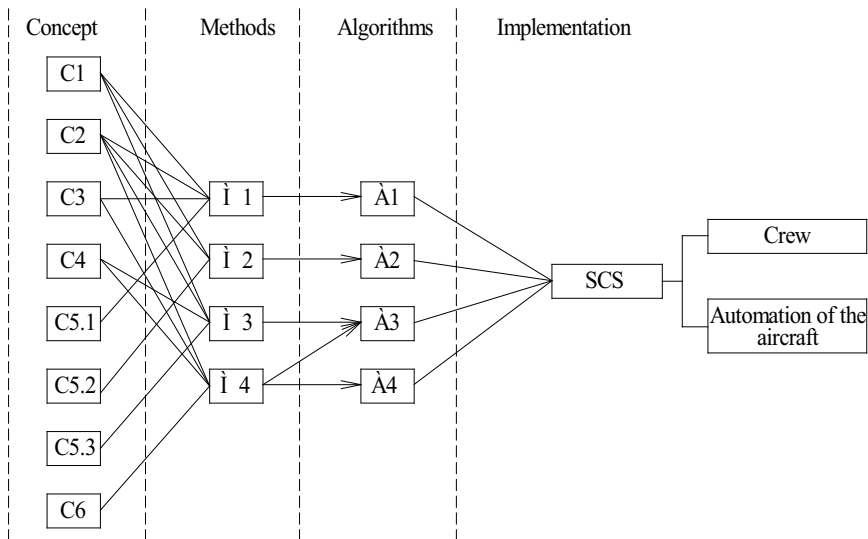 Concept Methods Algorithms Implementation
C1
C2
C3
C4
C5.1
C5.2
C5.3
C6
Ì 1
Ì 2
Ì 3
Ì 4
À1
À2
À3
À4
SCS
Crew
Automation of the
aircraft